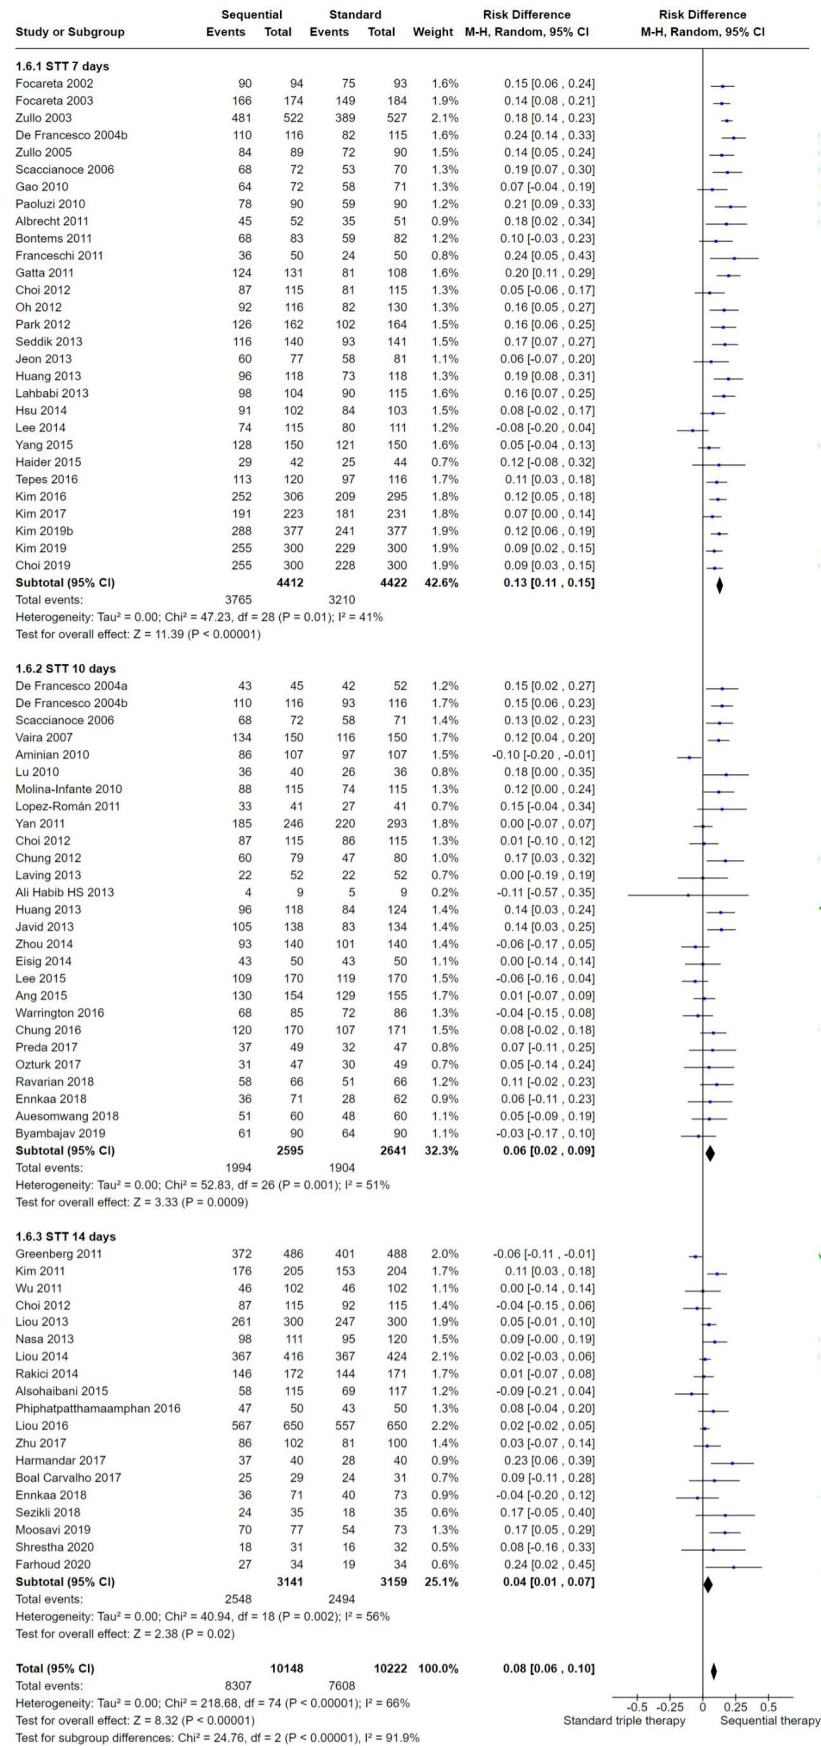 Sequential Standard Risk Difference Risk Difference
Study or Subgroup Events Total Events Total Weight M-H, Random, 95% CI M-H, Random, 95% CI
1.6.1 STT 7 days
Focareta 2002 90 94 75 93 1.6% 0.15 [0.06 , 0.24]
Focareta 2003 166 174 149 184 1.9% 0.14 [0.08 , 0.21]
Zullo 2003 481 522 389 527 2.1% 0.18 [0.14 , 0.23]
De Francesco 2004b 110 116 82 115 1.6% 0.24 [0.14 , 0.33]
Zullo 2005 84 89 72 90 1.5% 0.14 [0.05 , 0.24]
Scaccianoce 2006 68 72 53 70 1.3% 0.19 [0.07 , 0.30]
Gao 2010 64 72 58 71 1.3% 0.07 [-0.04 , 0.19]
Paoluzi 2010 78 90 59 90 1.3% 0.21 [0.09 , 0.33]
Albrecht 2011 45 52 35 51 0.9% 0.18 [0.02 , 0.34]
Bontems 2011 68 83 59 82 1.2% 0.10 [-0.03 , 0.23]
Franceschi 2011 36 50 24 50 0.8% 0.24 [0.05 , 0.43]
Gatta 2011 124 131 81 108 1.6% 0.20 [0.11 , 0.29]
Choi 2012 87 115 81 115 1.3% 0.05 [-0.06 , 0.17]
Oh 2012 92 116 82 130 1.4% 0.16 [0.05 , 0.27]
Park 2012 126 162 102 164 1.5% 0.16 [0.06 , 0.25]
Seddik 2013 116 140 93 141 1.5% 0.17 [0.07 , 0.27]
Jeon 2013 60 77 58 81 1.1% 0.06 [-0.07 , 0.20]
Huang 2013 96 118 73 118 1.3% 0.19 [0.08 , 0.31]
Lahbabi 2013 98 104 90 115 1.6% 0.16 [0.07 , 0.25]
Hsu 2014 91 102 84 103 1.5% 0.08 [-0.02 , 0.17]
Lee 2014 74 115 80 111 1.2% -0.08 [-0.20 , 0.04]
Yang 2015 128 150 121 150 1.6% 0.05 [-0.04 , 0.13]
Haider 2015 29 42 25 44 0.7% 0.12 [-0.08 , 0.32]
Tepes 2016 113 120 97 116 1.7% 0.11 [0.03 , 0.18]
Kim 2016 252 306 209 295 1.8% 0.12 [0.05 , 0.18]
Kim 2017 191 223 181 231 1.8% 0.07 [0.00 , 0.14]
Kim 2019b 288 377 241 377 1.9% 0.12 [0.06 , 0.19]
Kim 2019 255 300 229 300 1.9% 0.09 [0.02 , 0.15]
Choi 2019 255 300 228 300 1.9% 0.09 [0.03 , 0.15]
Subtotal (95% CI) 4412 4422 42.6% 0.13 [0.11 , 0.15]
Total events: 3765 3210
Heterogeneity: Tau² = 0.00; Chi² = 47.23, df = 28 (P = 0.01); I² = 41%
Test for overall effect: Z = 11.39 (P < 0.00001)
1.6.2 STT 10 days
De Francesco 2004a 43 45 42 52 1.2% 0.15 [0.02 , 0.27]
De Francesco 2004b 110 116 93 116 1.7% 0.15 [0.06 , 0.23]
Scaccianoce 2006 68 72 58 71 1.4% 0.13 [0.02 , 0.23]
Vaira 2007 134 150 116 150 1.7% 0.12 [0.04 , 0.20]
Aminian 2010 86 107 97 107 1.5% -0.10 [-0.20 , -0.01]
Lu 2010 36 40 26 36 0.8% 0.18 [0.00 , 0.35]
Molina-Infante 2010 88 115 74 115 1.3% 0.12 [0.00 , 0.24]
Lopez-Román 2011 33 41 27 41 0.7% 0.15 [-0.04 , 0.34]
Yan 2011 185 246 220 293 1.8% 0.00 [-0.07 , 0.07]
Choi 2012 87 115 86 115 1.4% 0.01 [-0.10 , 0.12]
Chung 2012 60 79 47 80 1.0% 0.17 [0.03 , 0.32]
Laving 2013 22 52 22 52 0.8% 0.00 [-0.19 , 0.19]
Ali Habib HS 2013 4 9 5 9 0.2% -0.11 [-0.57 , 0.35]
Huang 2013 96 118 84 124 1.4% 0.14 [0.03 , 0.24]
Javid 2013 105 138 83 134 1.4% 0.14 [0.03 , 0.25]
Zhou 2014 93 140 101 140 1.4% -0.06 [-0.17 , 0.05]
Eisig 2014 43 50 43 50 1.1% 0.00 [-0.14 , 0.14]
Lee 2015 109 170 119 170 1.5% -0.06 [-0.16 , 0.04]
Ang 2015 130 154 129 155 1.7% 0.01 [-0.07 , 0.09]
Warrington 2016 68 85 72 86 1.3% -0.04 [-0.15 , 0.08]
Chung 2016 120 170 107 171 1.5% 0.08 [-0.02 , 0.18]
Preda 2017 37 49 32 47 0.8% 0.07 [-0.11 , 0.25]
Ozturk 2017 31 47 30 49 0.7% 0.05 [-0.14 , 0.24]
Ravarian 2018 58 66 51 66 1.2% 0.11 [-0.02 , 0.23]
Ennkaa 2018 36 71 28 62 0.9% 0.06 [-0.11 , 0.23]
Auesomwang 2018 51 60 48 60 1.1% 0.05 [-0.09 , 0.19]
Byambajav 2019 61 90 64 90 1.1% -0.03 [-0.17 , 0.10]
Subtotal (95% CI) 2595 2641 32.3% 0.06 [0.02 , 0.09]
Total events: 1994 1904
Heterogeneity: Tau² = 0.00; Chi² = 52.83, df = 26 (P = 0.001); I² = 51%
Test for overall effect: Z = 3.33 (P = 0.0009)
1.6.3 STT 14 days
Greenberg 2011 372 486 401 488 2.0% -0.06 [-0.11 , -0.01]
Kim 2011 176 205 153 204 1.7% 0.11 [0.03 , 0.18]
Wu 2011 46 102 46 102 1.1% 0.00 [-0.14 , 0.14]
Choi 2012 87 115 92 115 1.4% -0.04 [-0.15 , 0.06]
Liou 2013 261 300 247 300 1.9% 0.05 [-0.01 , 0.10]
Nasa 2013 98 111 95 120 1.5% 0.09 [-0.00 , 0.19]
Liou 2014 367 416 367 424 2.1% 0.02 [-0.03 , 0.06]
Rakici 2014 146 172 144 171 1.7% 0.01 [-0.07 , 0.08]
Alsohaibani 2015 58 115 69 117 1.2% -0.09 [-0.21 , 0.04]
Phiphatpatthamaamphan 2016 47 50 43 50 1.3% 0.08 [-0.04 , 0.20]
Liou 2016 567 650 557 650 2.2% 0.02 [-0.02 , 0.05]
Zhu 2017 86 102 81 100 1.4% 0.03 [-0.07 , 0.14]
Harmandar 2017 37 40 28 40 0.9% 0.23 [0.06 , 0.39]
Boal Carvalho 2017 25 29 24 31 0.7% 0.09 [-0.11 , 0.28]
Ennkaa 2018 36 71 40 73 0.9% -0.04 [-0.20 , 0.12]
Sezikli 2018 24 35 18 35 0.6% 0.17 [-0.05 , 0.40]
Moosavi 2019 70 77 54 73 1.3% 0.17 [0.05 , 0.29]
Shrestha 2020 18 31 16 32 0.5% 0.08 [-0.16 , 0.33]
Farhoud 2020 27 34 19 34 0.6% 0.24 [0.02 , 0.45]
Subtotal (95% CI) 3141 3159 25.1% 0.04 [0.01 , 0.07]
Total events: 2548 2494
Heterogeneity: Tau² = 0.00; Chi² = 40.94, df = 18 (P = 0.002); I² = 56%
Test for overall effect: Z = 2.38 (P = 0.02)
Total (95% CI) 10148 10222 100.0% 0.08 [0.06 , 0.10]
Total events: 8307 7608
Heterogeneity: Tau² = 0.00; Chi² = 218.68, df = 74 (P < 0.00001); I² = 66%
-0.5 -0.25 0 0.25 0.5
Test for overall effect: Z = 8.32 (P < 0.00001)
Standard triple therapy Sequential therapy
Test for subgroup differences: Chi² = 24.76, df = 2 (P < 0.00001), I² = 91.9%